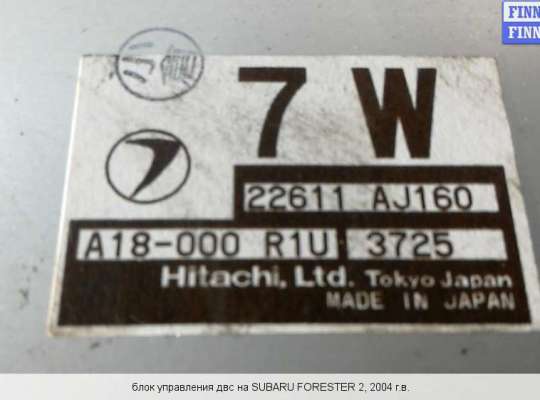 FINN
FINN
7 W
22611 AJ160
A18-000 R1U 3725
Hitachi, Ltd. Tokyo Japan
MADE IN JAPAN
блок управления двс на SUBARU FORESTER 2, 2004 г.в.